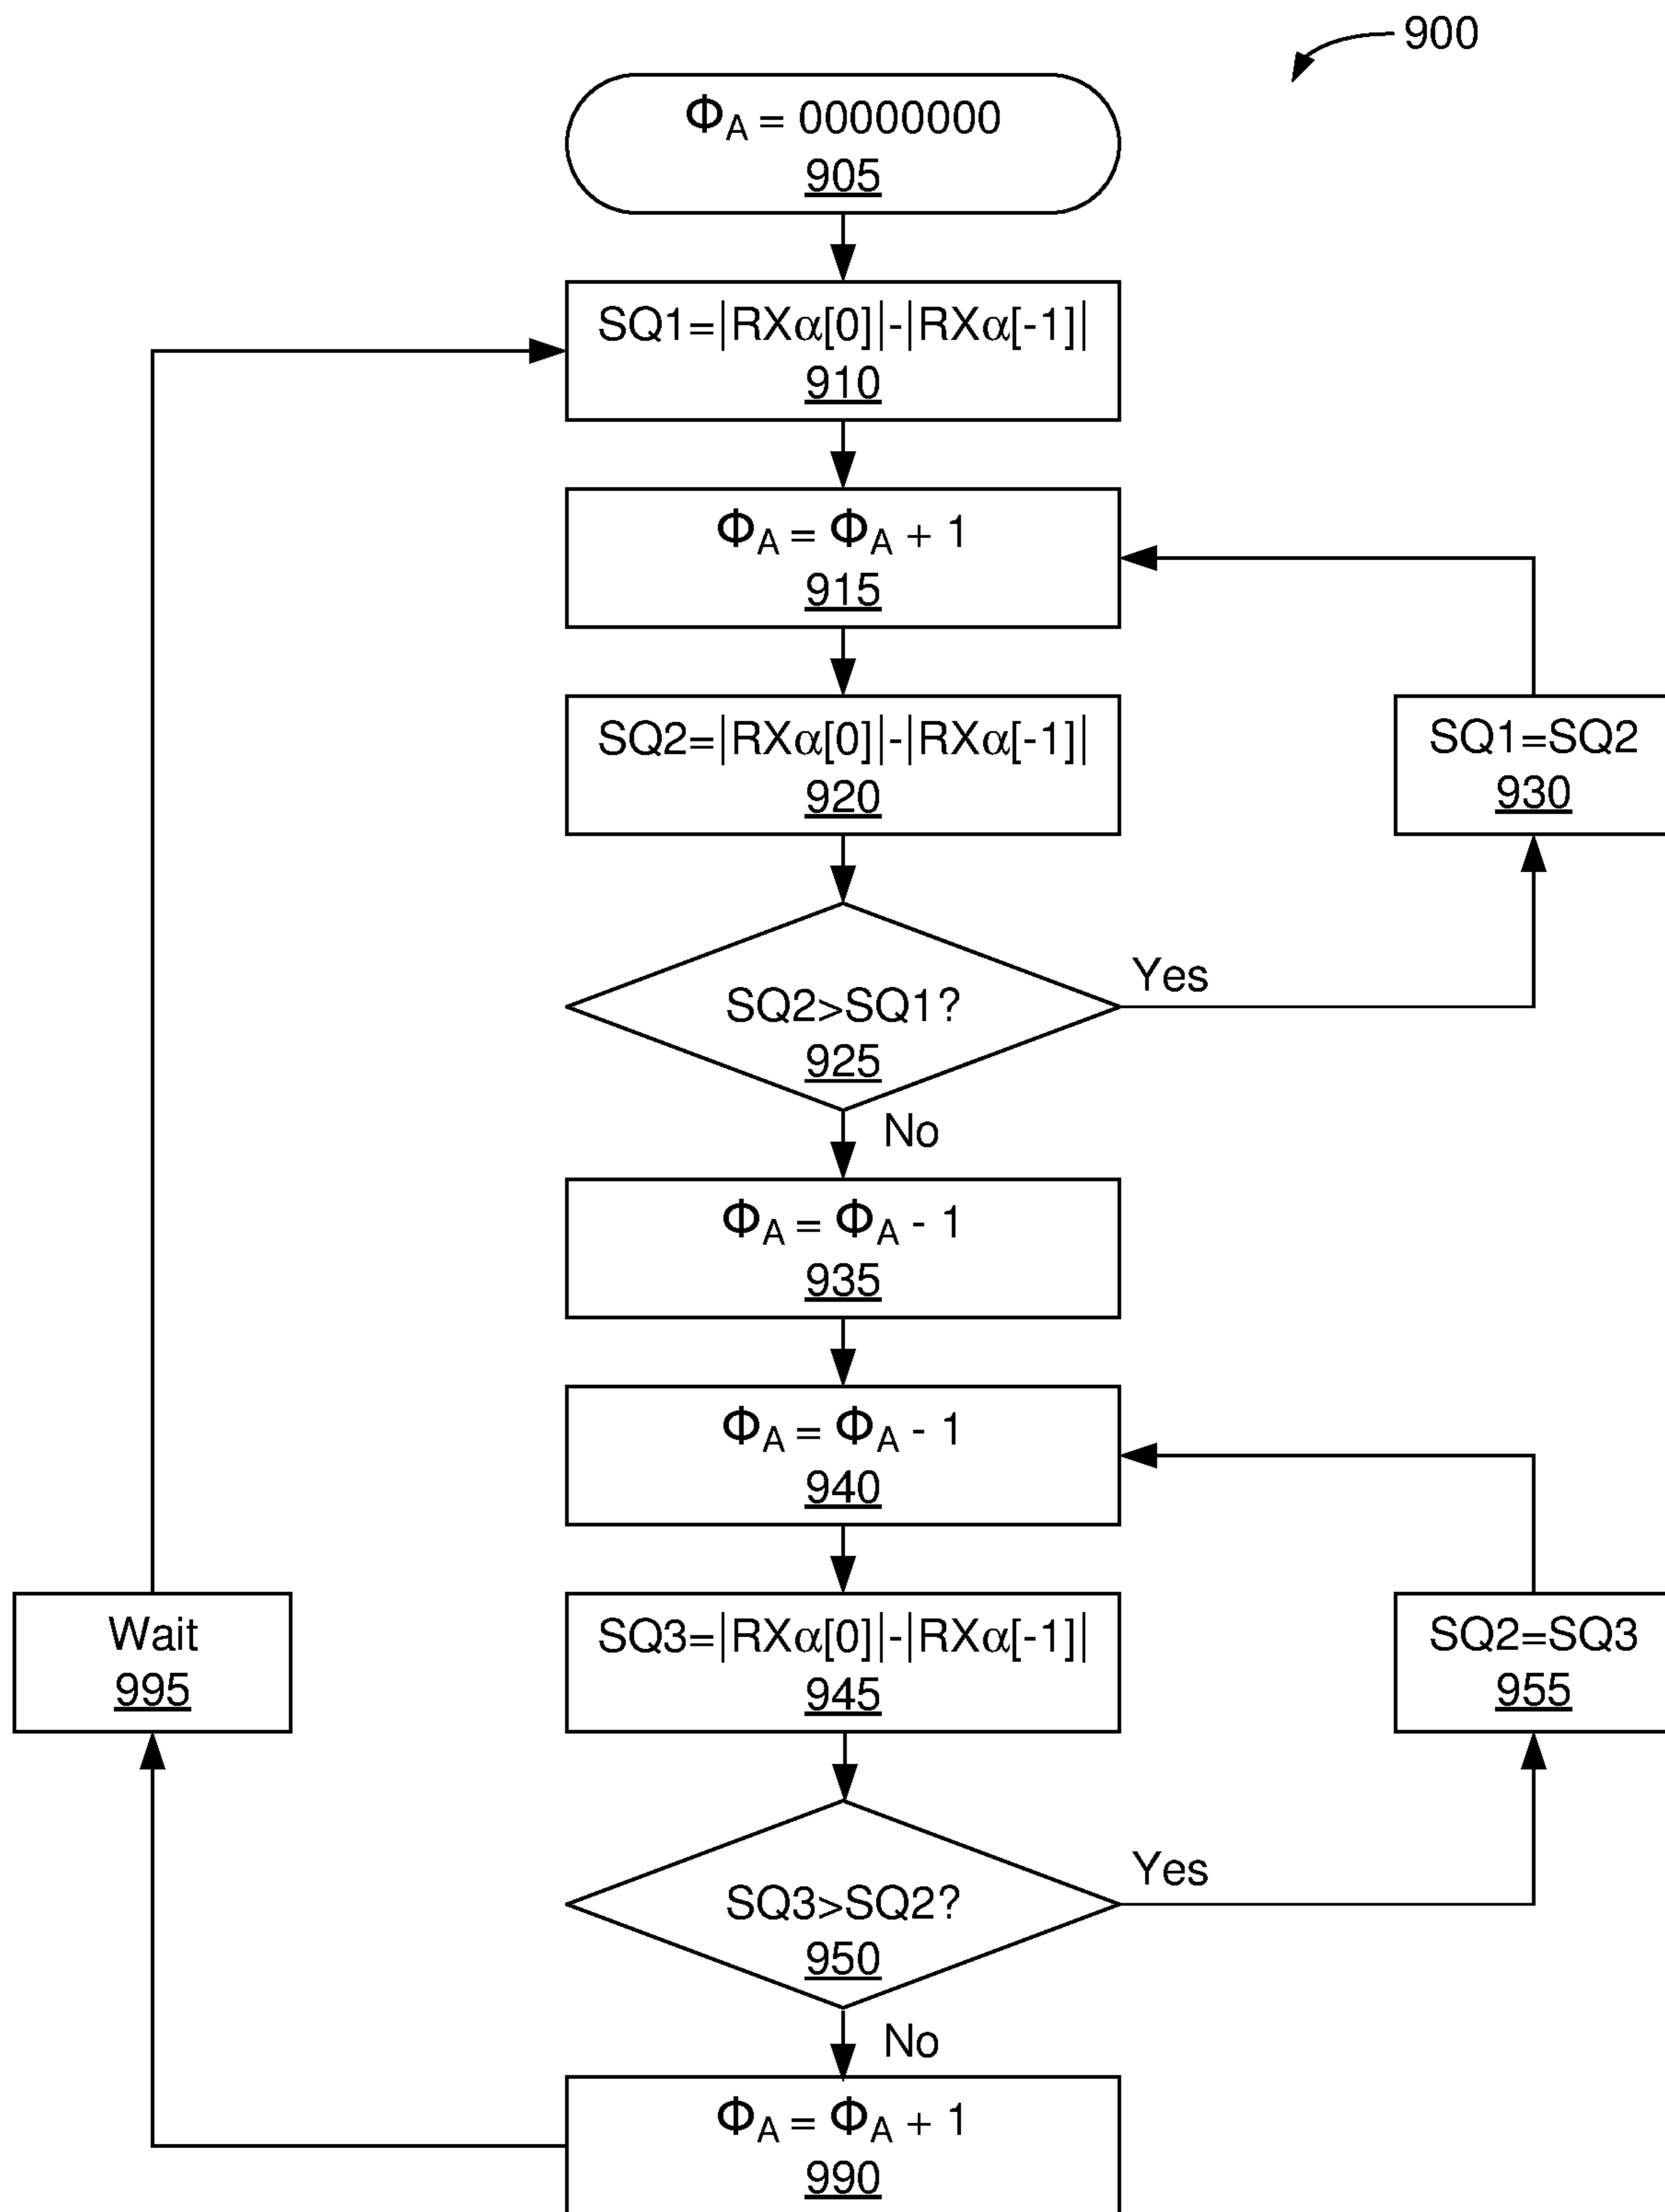 900
ΦA = 00000000
905
SQ1=|RXα[0]|-|RXα[-1]|
910
ΦA = ΦA + 1
915
SQ2=|RXα[0]|-|RXα[-1]|
920
SQ1=SQ2
930
SQ2>SQ1?
925
Yes
No
ΦA = ΦA - 1
935
ΦA = ΦA - 1
940
SQ3=|RXα[0]|-|RXα[-1]|
945
SQ2=SQ3
955
Wait
995
SQ3>SQ2?
950
Yes
No
ΦA = ΦA + 1
990